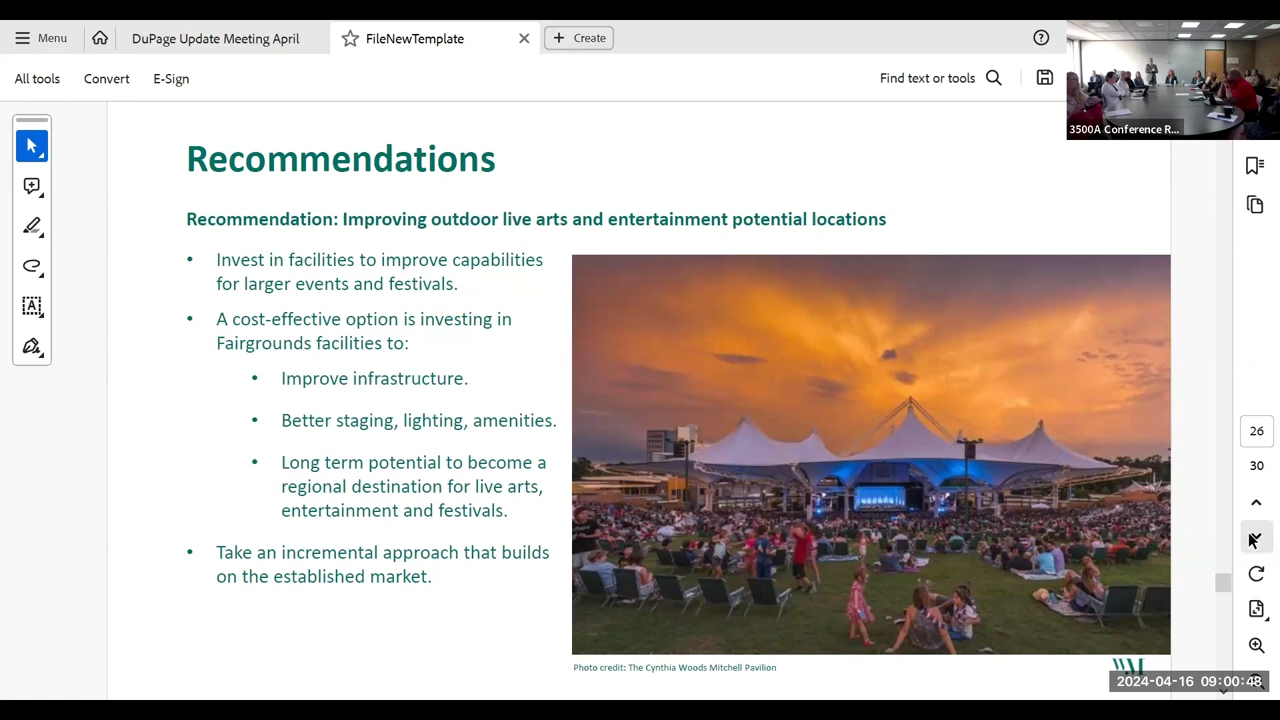 Menu
DuPage Update Meeting April
FileNewTemplate
Create
All tools
Convert
E-Sign
Find text or tools
3500A Conference R...
Recommendations
Recommendation: Improving outdoor live arts and entertainment potential locations
• Invest in facilities to improve capabilities
for larger events and festivals.
• A cost-effective option is investing in
Fairgrounds facilities to:
• Improve infrastructure.
• Better staging, lighting, amenities.
• Long term potential to become a
regional destination for live arts,
entertainment and festivals.
• Take an incremental approach that builds
on the established market.
Photo credit: The Cynthia Woods Mitchell Pavilion
WM
26
30
2024-04-16 09:00:48